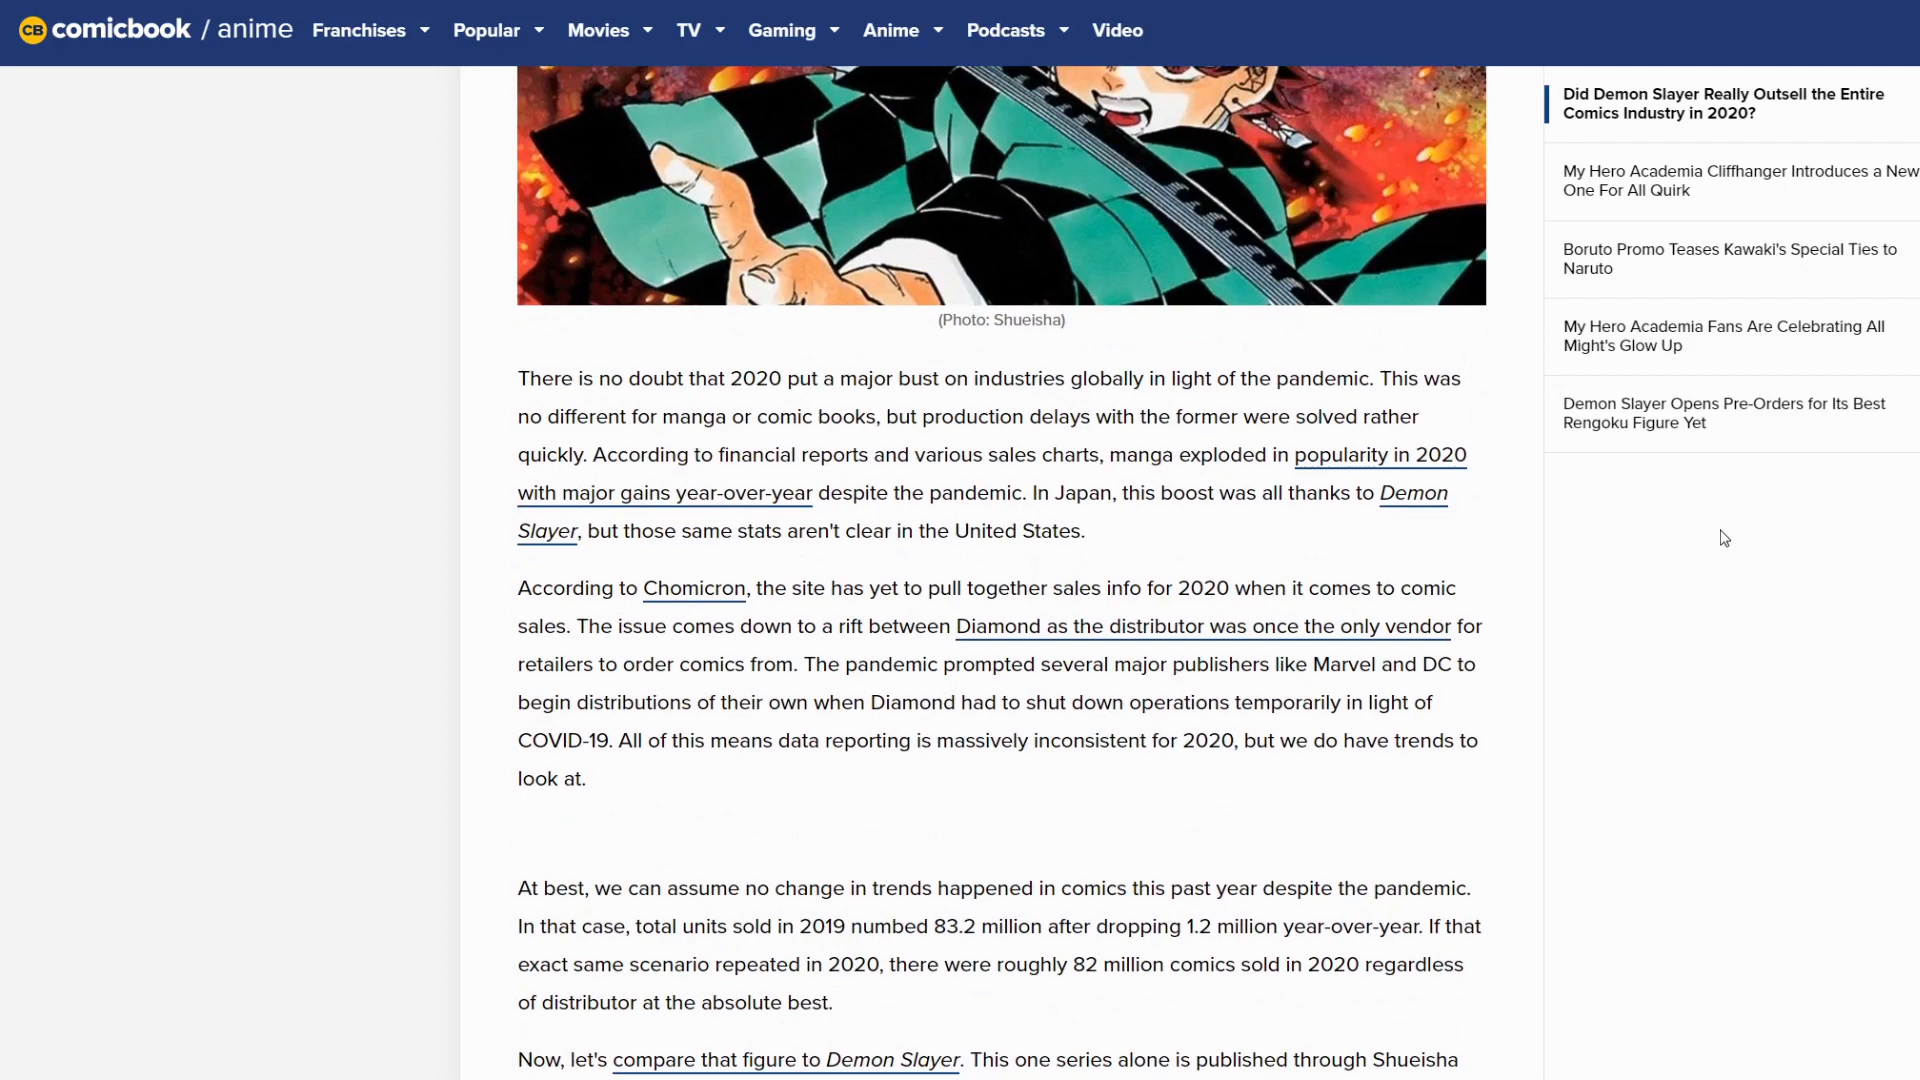 CB comicbook / anime Franchises Popular Movies TV Gaming Anime Podcasts Video
(Photo: Shueisha)
There is no doubt that 2020 put a major bust on industries globally in light of the pandemic. This was
no different for manga or comic books, but production delays with the former were solved rather
quickly. According to financial reports and various sales charts, manga exploded in popularity in 2020
with major gains year-over-year despite the pandemic. In Japan, this boost was all thanks to Demon
Slayer, but those same stats aren't clear in the United States.
According to Chomicron, the site has yet to pull together sales info for 2020 when it comes to comic
sales. The issue comes down to a rift between Diamond as the distributor was once the only vendor for
retailers to order comics from. The pandemic prompted several major publishers like Marvel and DC to
begin distributions of their own when Diamond had to shut down operations temporarily in light of
COVID-19. All of this means data reporting is massively inconsistent for 2020, but we do have trends to
look at.
At best, we can assume no change in trends happened in comics this past year despite the pandemic.
In that case, total units sold in 2019 numbed 83.2 million after dropping 1.2 million year-over-year. If that
exact same scenario repeated in 2020, there were roughly 82 million comics sold in 2020 regardless
of distributor at the absolute best.
Now, let's compare that figure to Demon Slayer. This one series alone is published through Shueisha
Did Demon Slayer Really Outsell the Entire
Comics Industry in 2020?
My Hero Academia Cliffhanger Introduces a New
One For All Quirk
Boruto Promo Teases Kawaki's Special Ties to
Naruto
My Hero Academia Fans Are Celebrating All
Might's Glow Up
Demon Slayer Opens Pre-Orders for Its Best
Rengoku Figure Yet